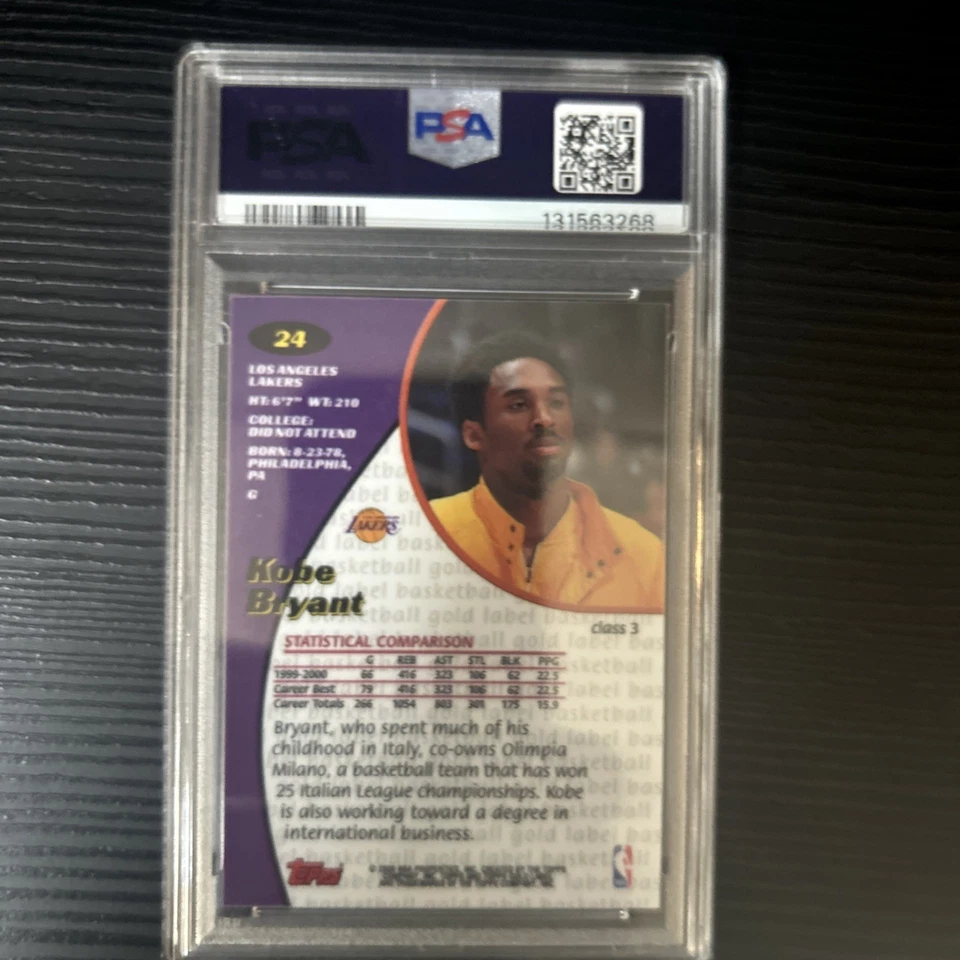 PSA
PSA
131563268
24
LOS ANGELES
LAKERS
HT: 6'7" WT: 210
COLLEGE:
DID NOT ATTEND
BORN: 8-23-78,
PHILADELPHIA,
PA
G
LAKERS
Kobe
Bryant
class 3
STATISTICAL COMPARISON
G REB AST STL BLK PPG
1999-2000 66 416 323 106 62 22.5
Career Best 79 416 323 106 62 22.5
Career Totals 266 1054 803 301 175 15.9
Bryant, who spent much of his
childhood in Italy, co-owns Olimpia
Milano, a basketball team that has won
25 Italian League championships. Kobe
is also working toward a degree in
international business.
Topps